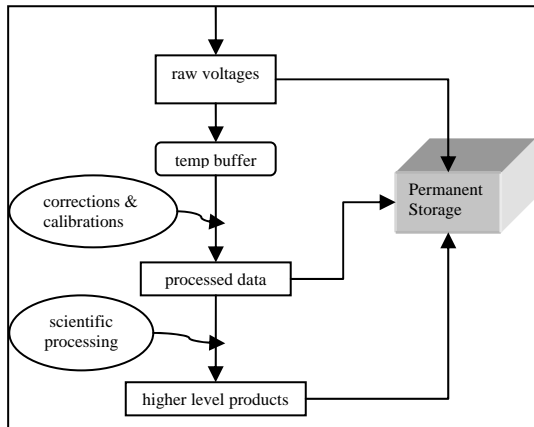 raw voltages
temp buffer
corrections &
calibrations
Permanent
Storage
processed data
scientific
processing
higher level products